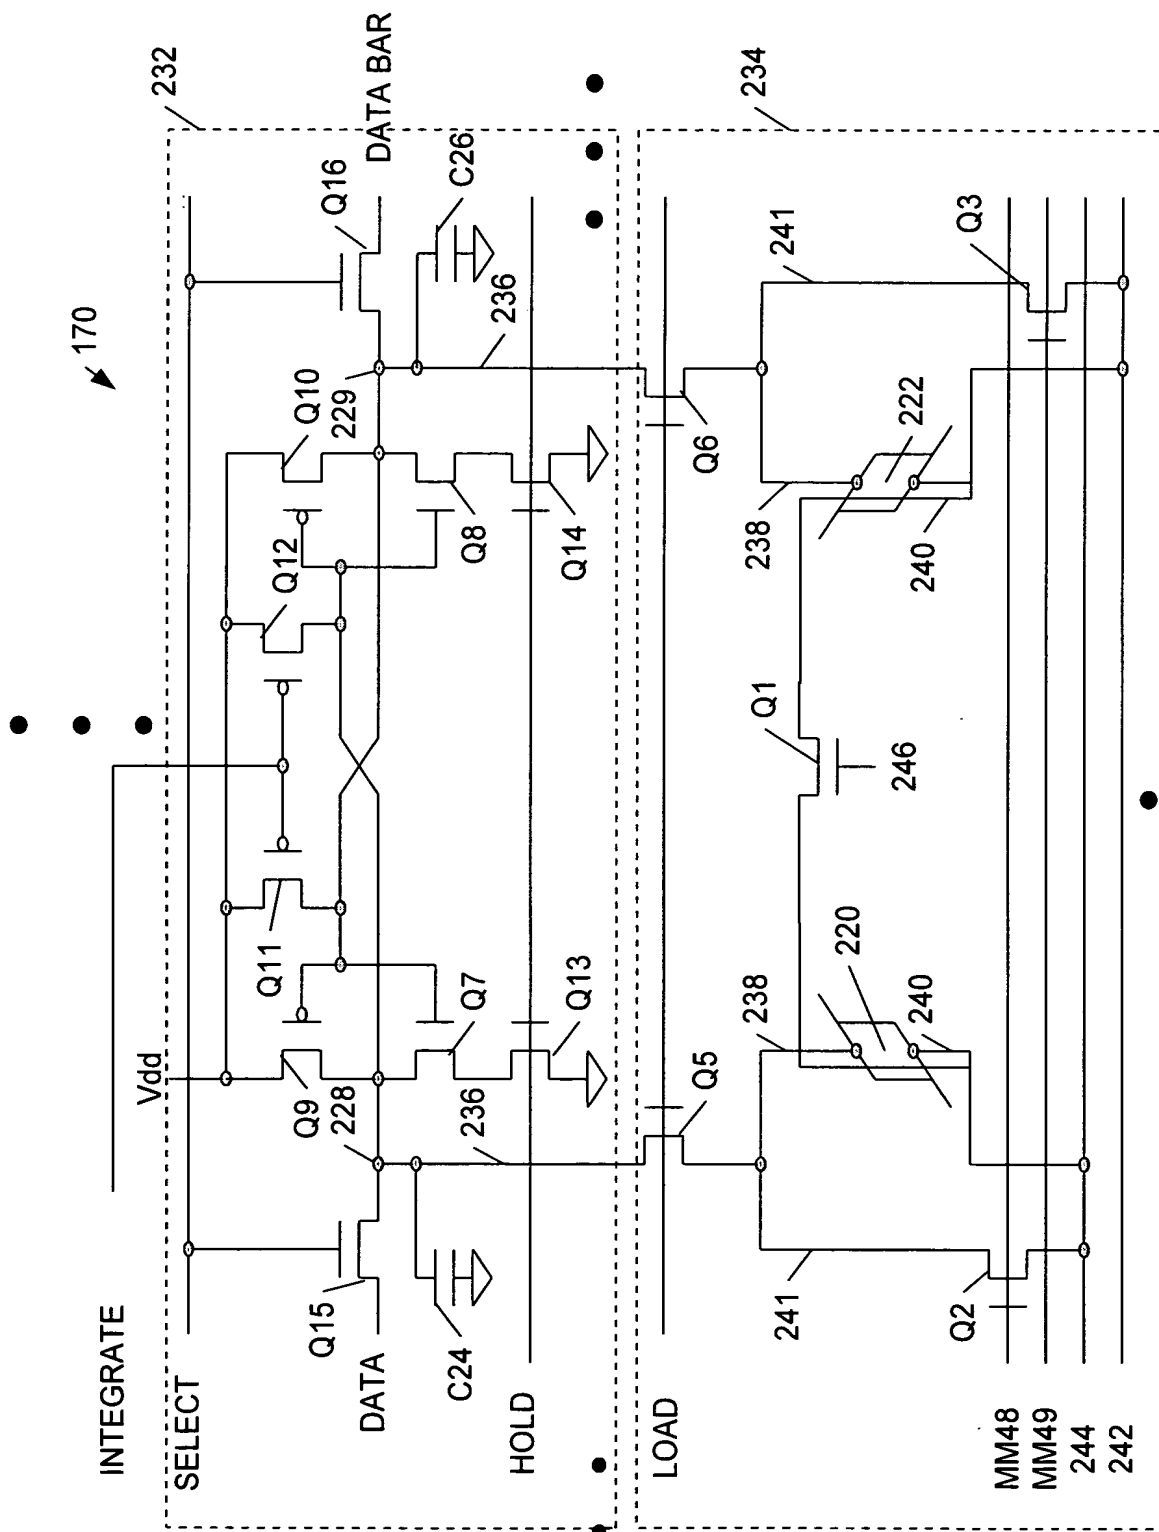 170
INTEGRATE
232
SELECT
Vdd
Q15
DATA
C24
228
Q9
236
Q7
Q13
Q11
Q12
Q10
229
Q8
Q14
Q16
DATA BAR
C26
236
HOLD
234
LOAD
Q5
Q6
238
220
240
241
Q2
Q1
246
238
222
240
241
Q3
MM48
MM49
244
242